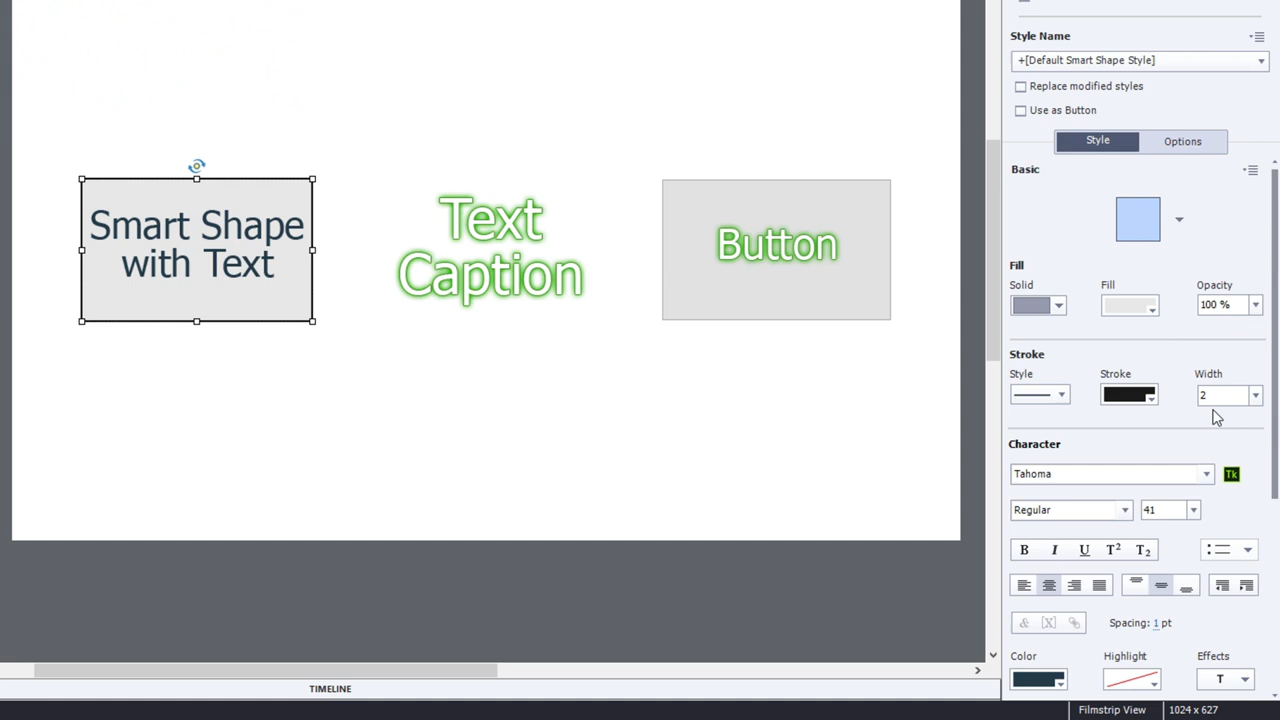 Style Name
+[Default Smart Shape Style]
Replace modified styles
Use as Button
Style Options
Basic
Smart Shape
with Text
Text
Caption
Button
Fill
Solid Fill Opacity
100 %
Stroke
Style Stroke Width
2
Character
Tahoma
Tk
Regular 41
B I U T2 T2
& [X]
Spacing: 1 pt
Color Highlight Effects
T
TIMELINE
Filmstrip View 1024 x 627